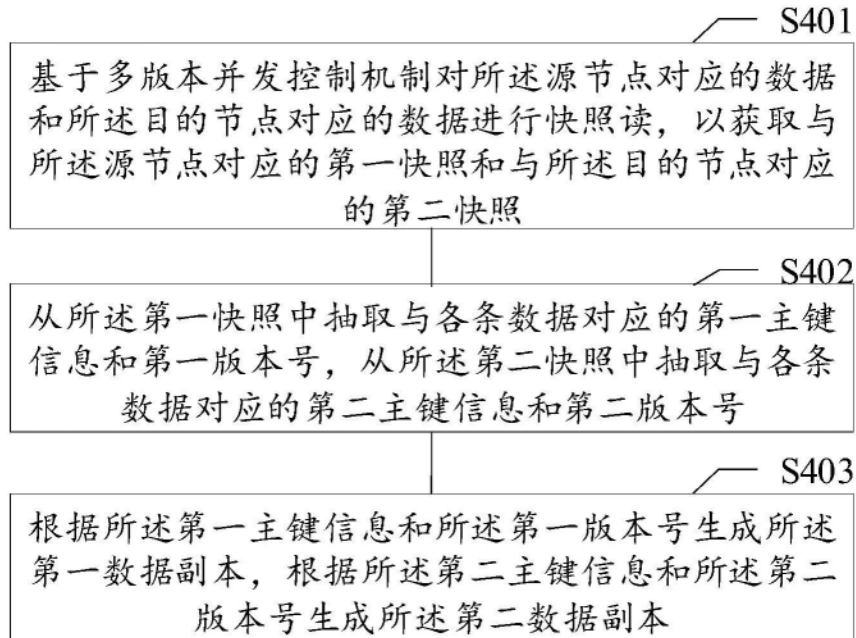 S401
基于多版本并发控制机制对所述源节点对应的数据
和所述目的节点对应的数据进行快照读，以获取与
所述源节点对应的第一快照和与所述目的节点对应
的第二快照
S402
从所述第一快照中抽取与各条数据对应的第一主键
信息和第一版本号，从所述第二快照中抽取与各条
数据对应的第二主键信息和第二版本号
S403
根据所述第一主键信息和所述第一版本号生成所述
第一数据副本，根据所述第二主键信息和所述第二
版本号生成所述第二数据副本